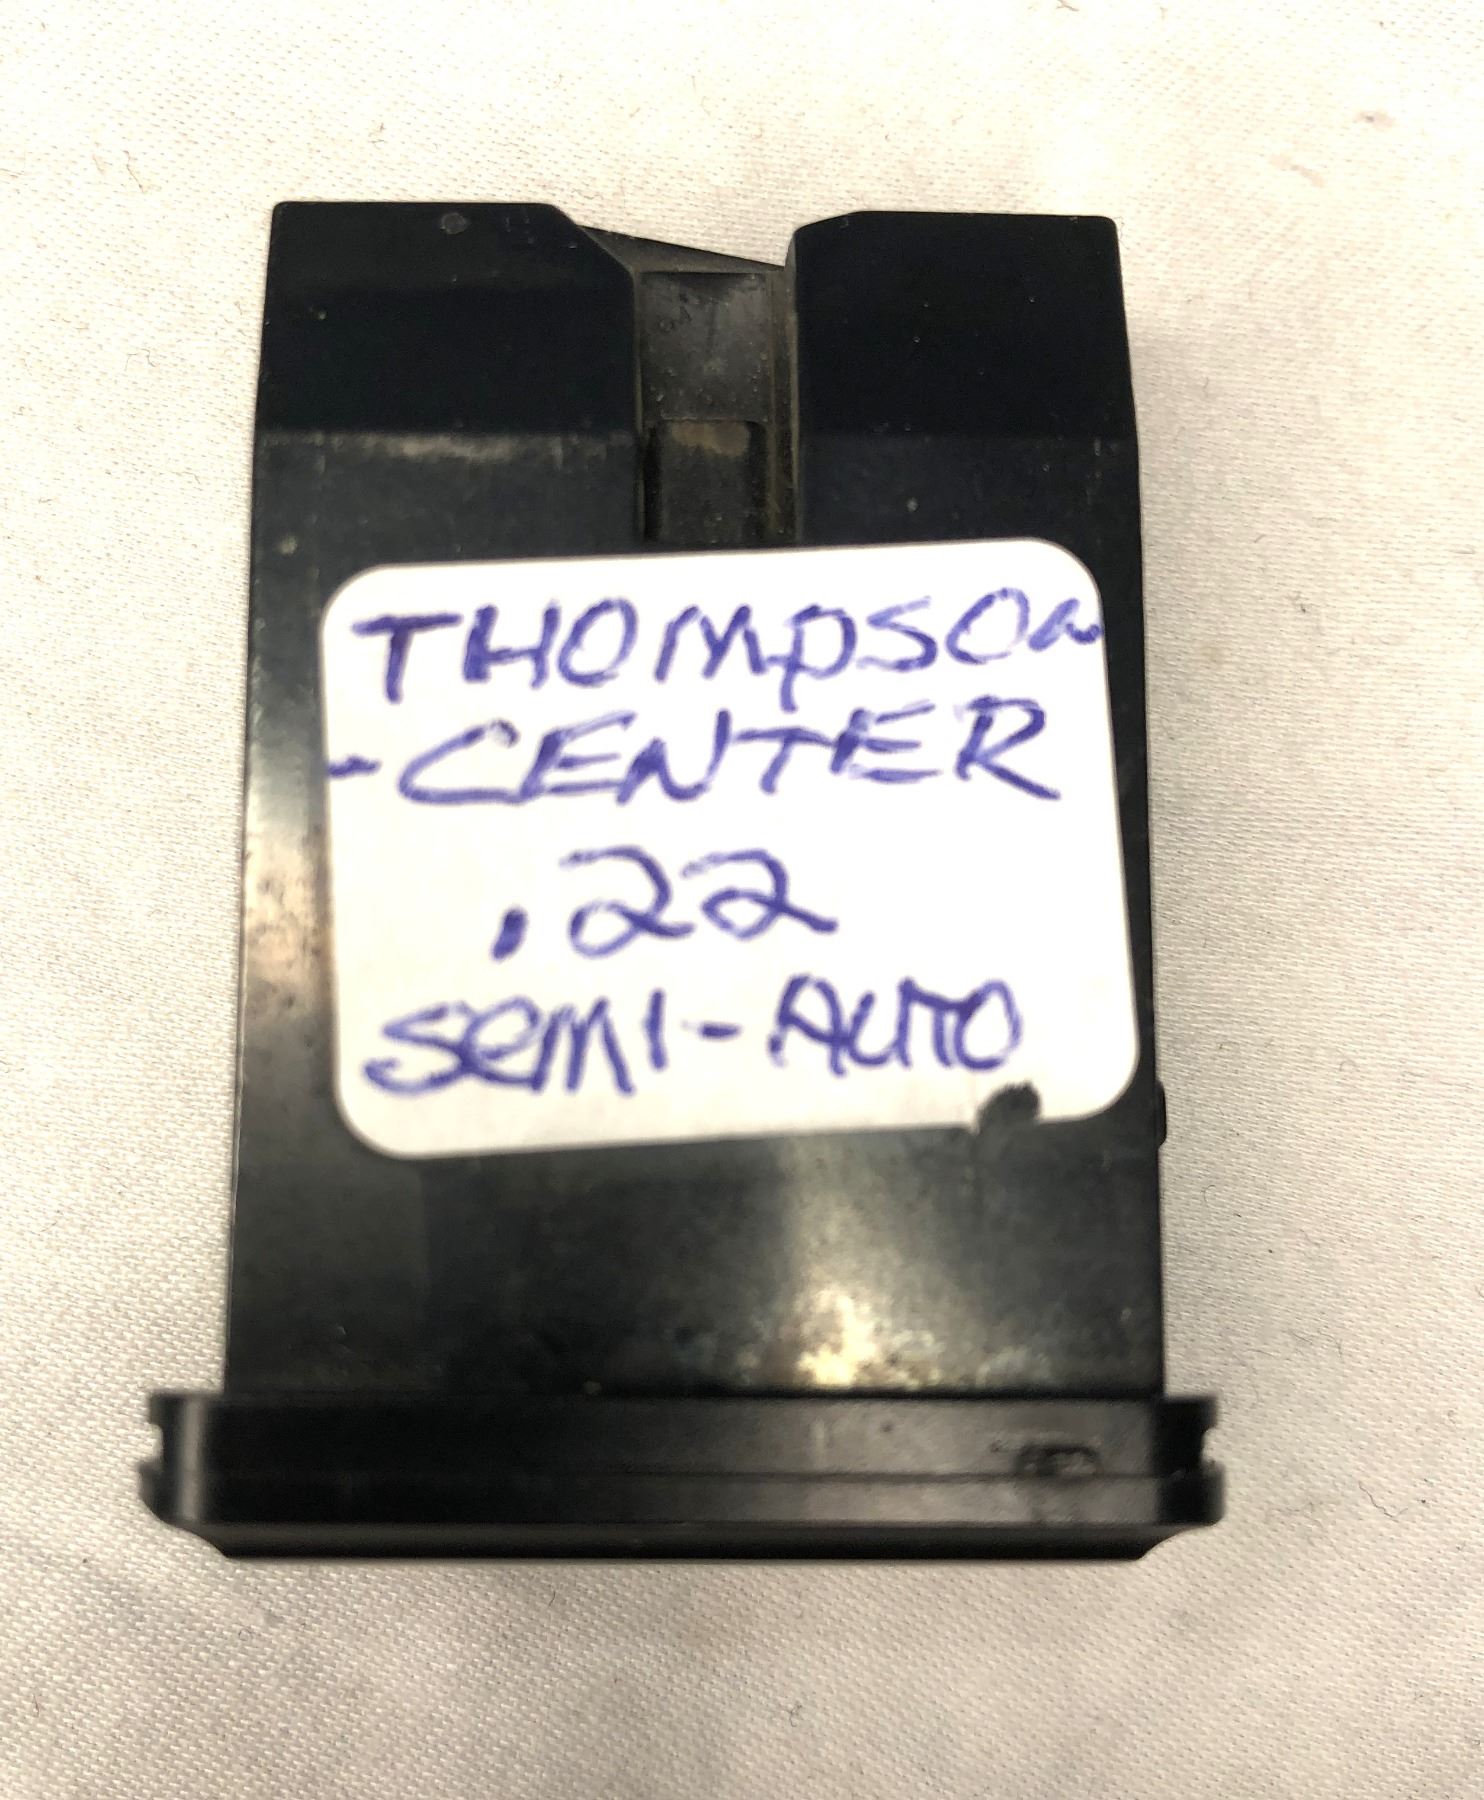 THOMPSON
-CENTER
.22
SEMI-AUTO